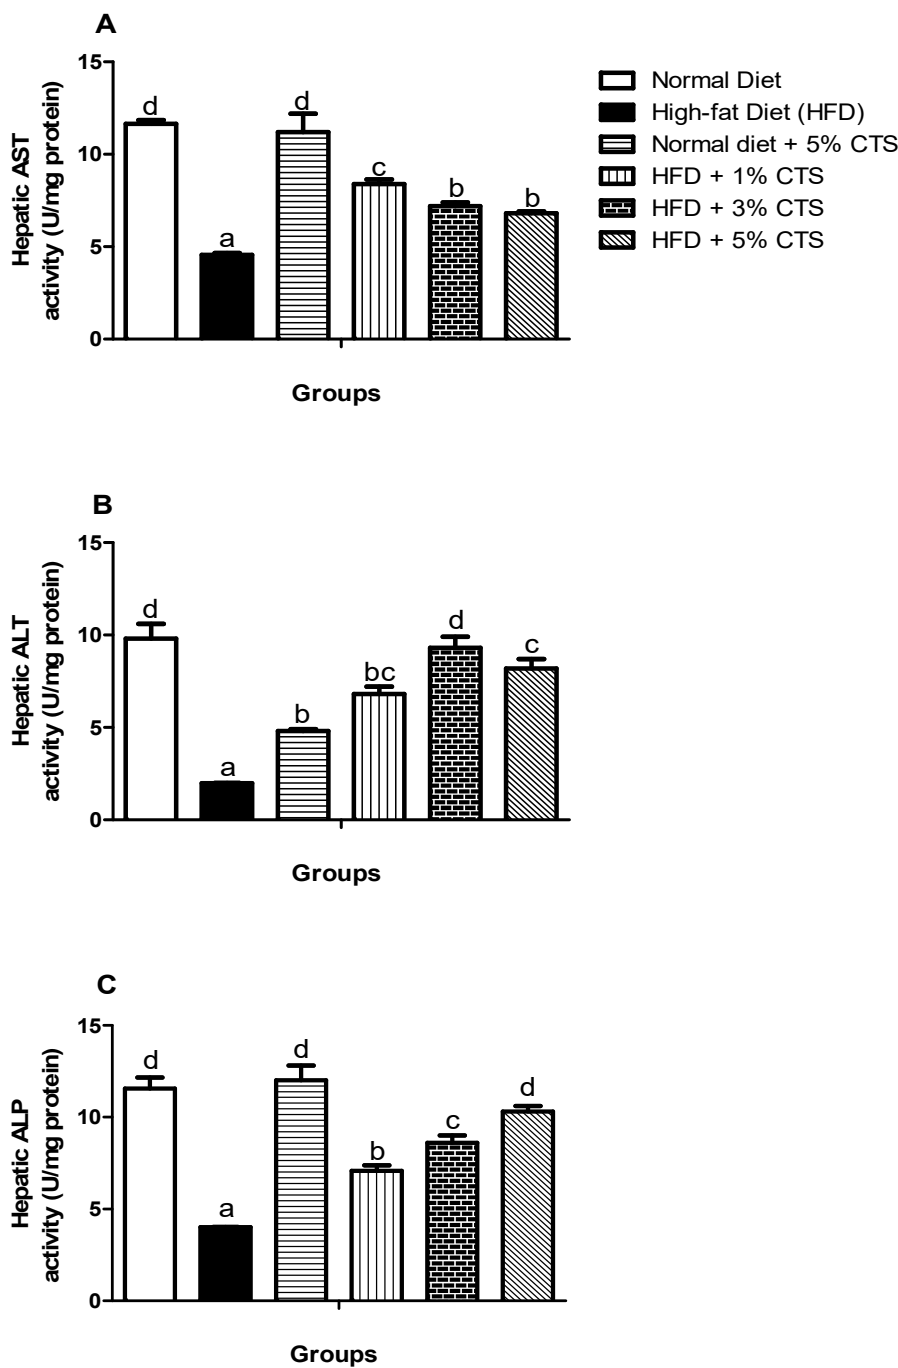 A
Hepatic AST
activity (U/mg protein)
15
10
5
0
d
a
d
c
b
b
Groups
Normal Diet
High-fat Diet (HFD)
Normal diet + 5% CTS
HFD + 1% CTS
HFD + 3% CTS
HFD + 5% CTS
B
Hepatic ALT
activity (U/mg protein)
15
10
5
0
d
a
b
bc
d
c
Groups
C
Hepatic ALP
activity (U/mg protein)
15
10
5
0
d
a
d
b
c
d
Groups